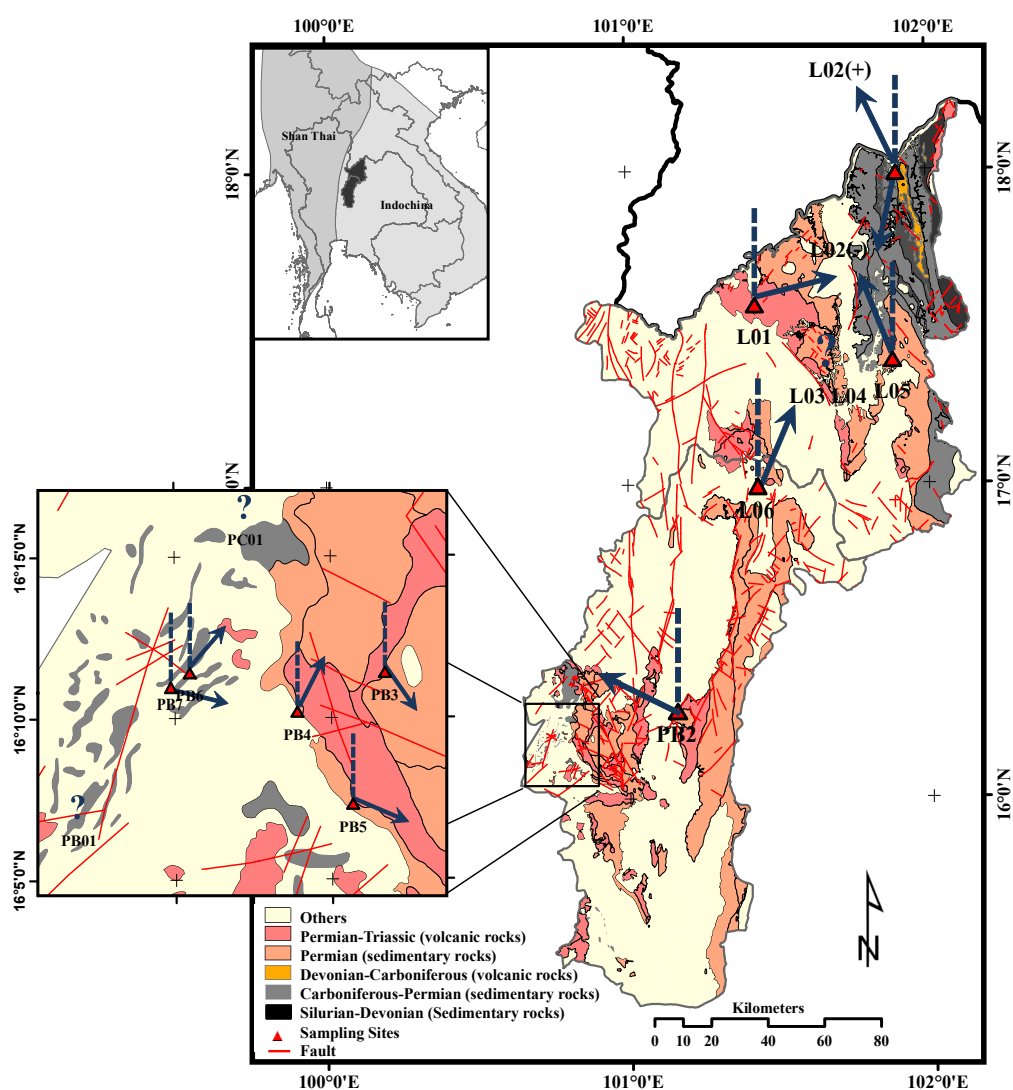 100°0'E 101°0'E 102°0'E
L02(+)
Shan Thai
Indochina
18°0'N
18°0'N
L02(-)
L01
L03 L04 L05
L06
0'N
17°0'N
?
PC01
16°15'0"N
PB7 PB6
PB3
16°10'0"N
PB4
PB2
PB5
?
PB01
16°0'N
16°5'0"N
Others
Permian-Triassic (volcanic rocks)
Permian (sedimentary rocks)
Devonian-Carboniferous (volcanic rocks)
Carboniferous-Permian (sedimentary rocks)
Silurian-Devonian (Sedimentary rocks)
Sampling Sites
Fault
N
Kilometers
0 10 20 40 60 80
100°0'E 101°0'E 102°0'E